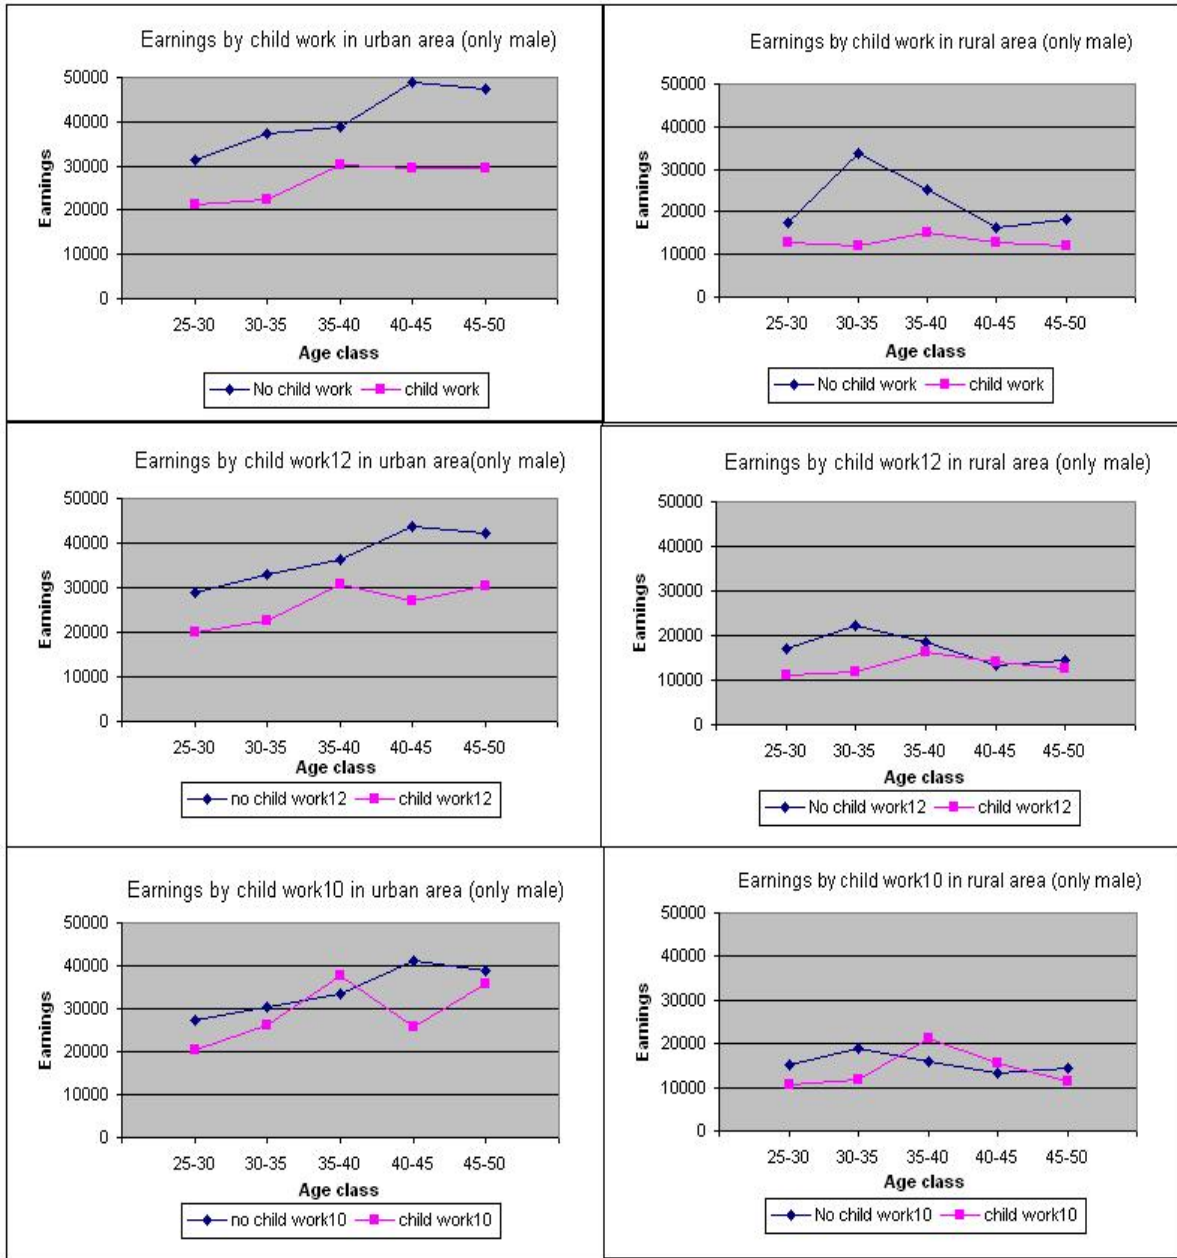 Earnings by child work in urban area (only male)
50000
40000
30000
20000
10000
0
Earnings
25-30 30-35 35-40 40-45 45-50
Age class
No child work child work
Earnings by child work in rural area (only male)
50000
40000
30000
20000
10000
0
Earnings
25-30 30-35 35-40 40-45 45-50
Age class
No child work child work
Earnings by child work12 in urban area(only male)
50000
40000
30000
20000
10000
0
Earnings
25-30 30-35 35-40 40-45 45-50
Age class
no child work12 child work12
Earnings by child work12 in rural area (only male)
50000
40000
30000
20000
10000
0
Earnings
25-30 30-35 35-40 40-45 45-50
Age class
No child work12 child work12
Earnings by child work10 in urban area (only male)
50000
40000
30000
20000
10000
0
Earnings
25-30 30-35 35-40 40-45 45-50
Age class
no child work10 child work10
Earnings by child work10 in rural area (only male)
50000
40000
30000
20000
10000
0
Earnings
25-30 30-35 35-40 40-45 45-50
Age class
No child work10 child work10